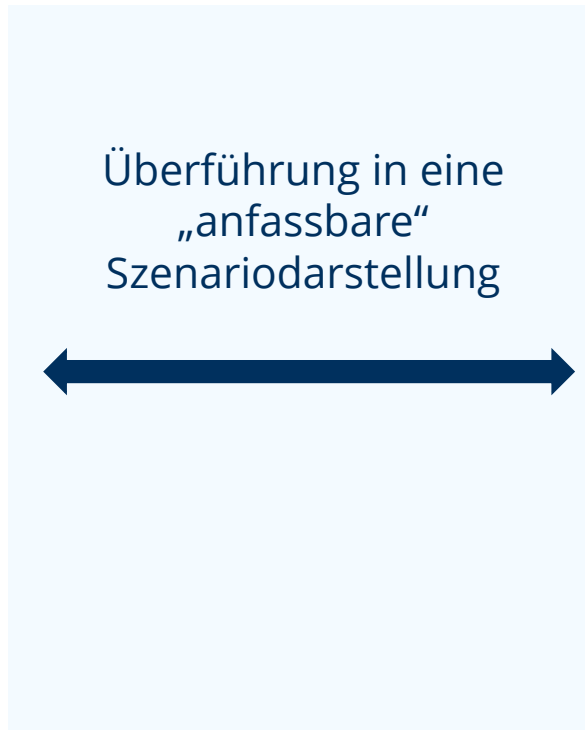 Überführung in eine
„anfassbare“
Szenariodarstellung